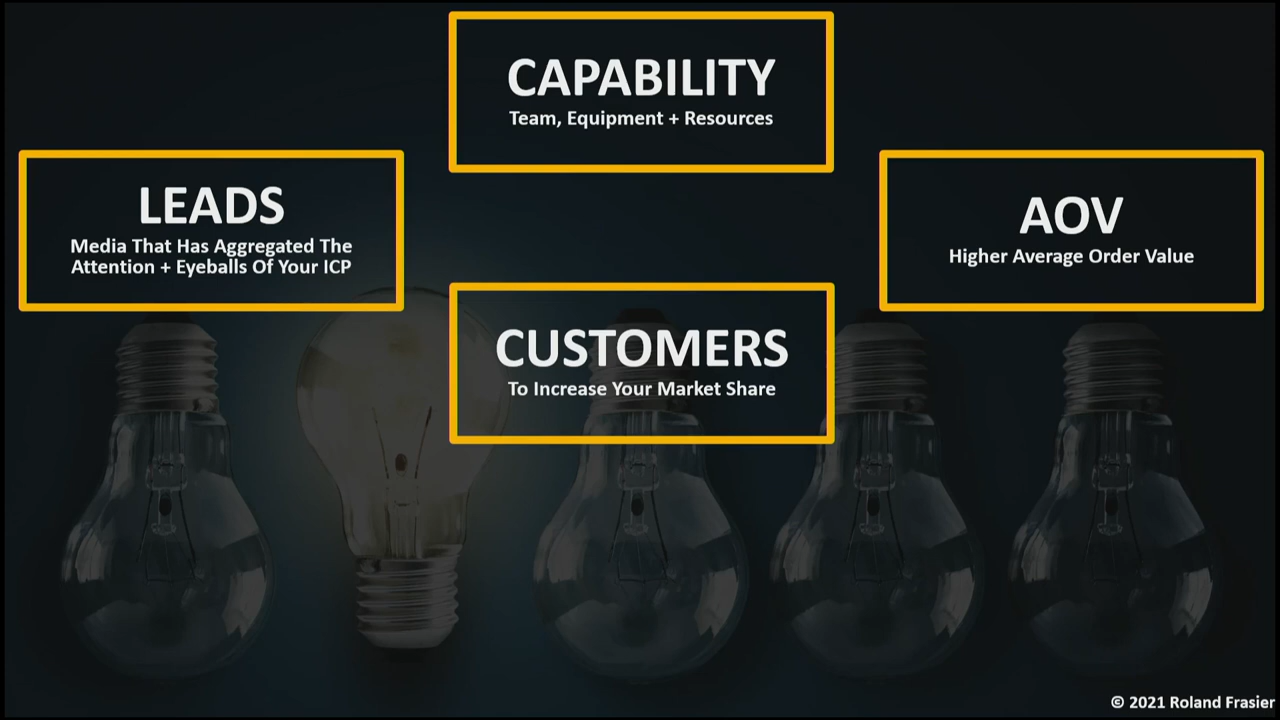 CAPABILITY
Team, Equipment + Resources
LEADS
Media That Has Aggregated The
Attention + Eyeballs Of Your ICP
AOV
Higher Average Order Value
CUSTOMERS
To Increase Your Market Share
© 2021 Roland Frasier